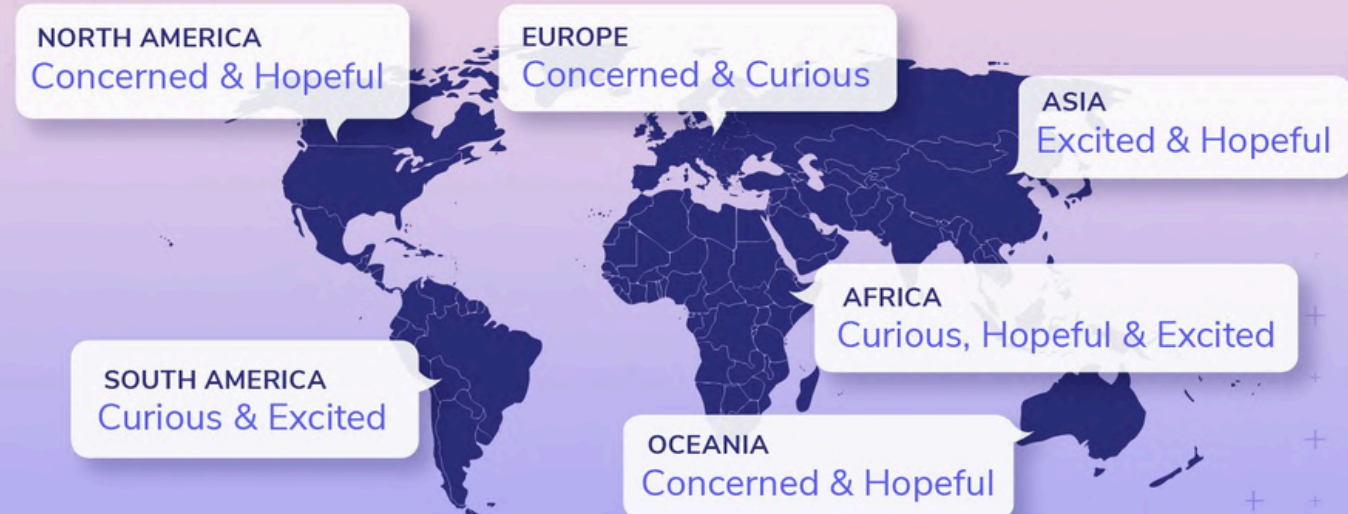 NORTH AMERICA
Concerned & Hopeful
EUROPE
Concerned & Curious
ASIA
Excited & Hopeful
AFRICA
Curious, Hopeful & Excited
SOUTH AMERICA
Curious & Excited
OCEANIA
Concerned & Hopeful